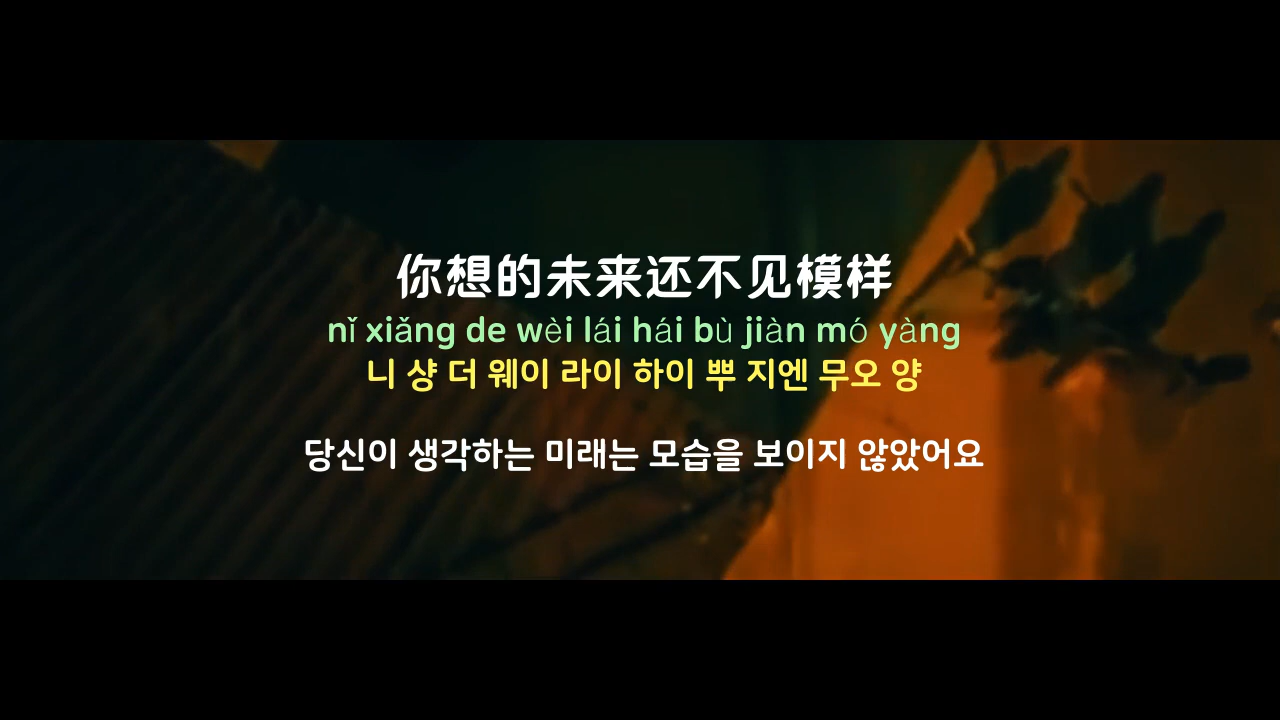 你想的未来还不见模样
nǐ xiǎng de wèi lái hái bù jiàn mó yàng
니 샹 더 웨이 라이 하이 뿌 지엔 무오 양
당신이 생각하는 미래는 모습을 보이지 않았어요